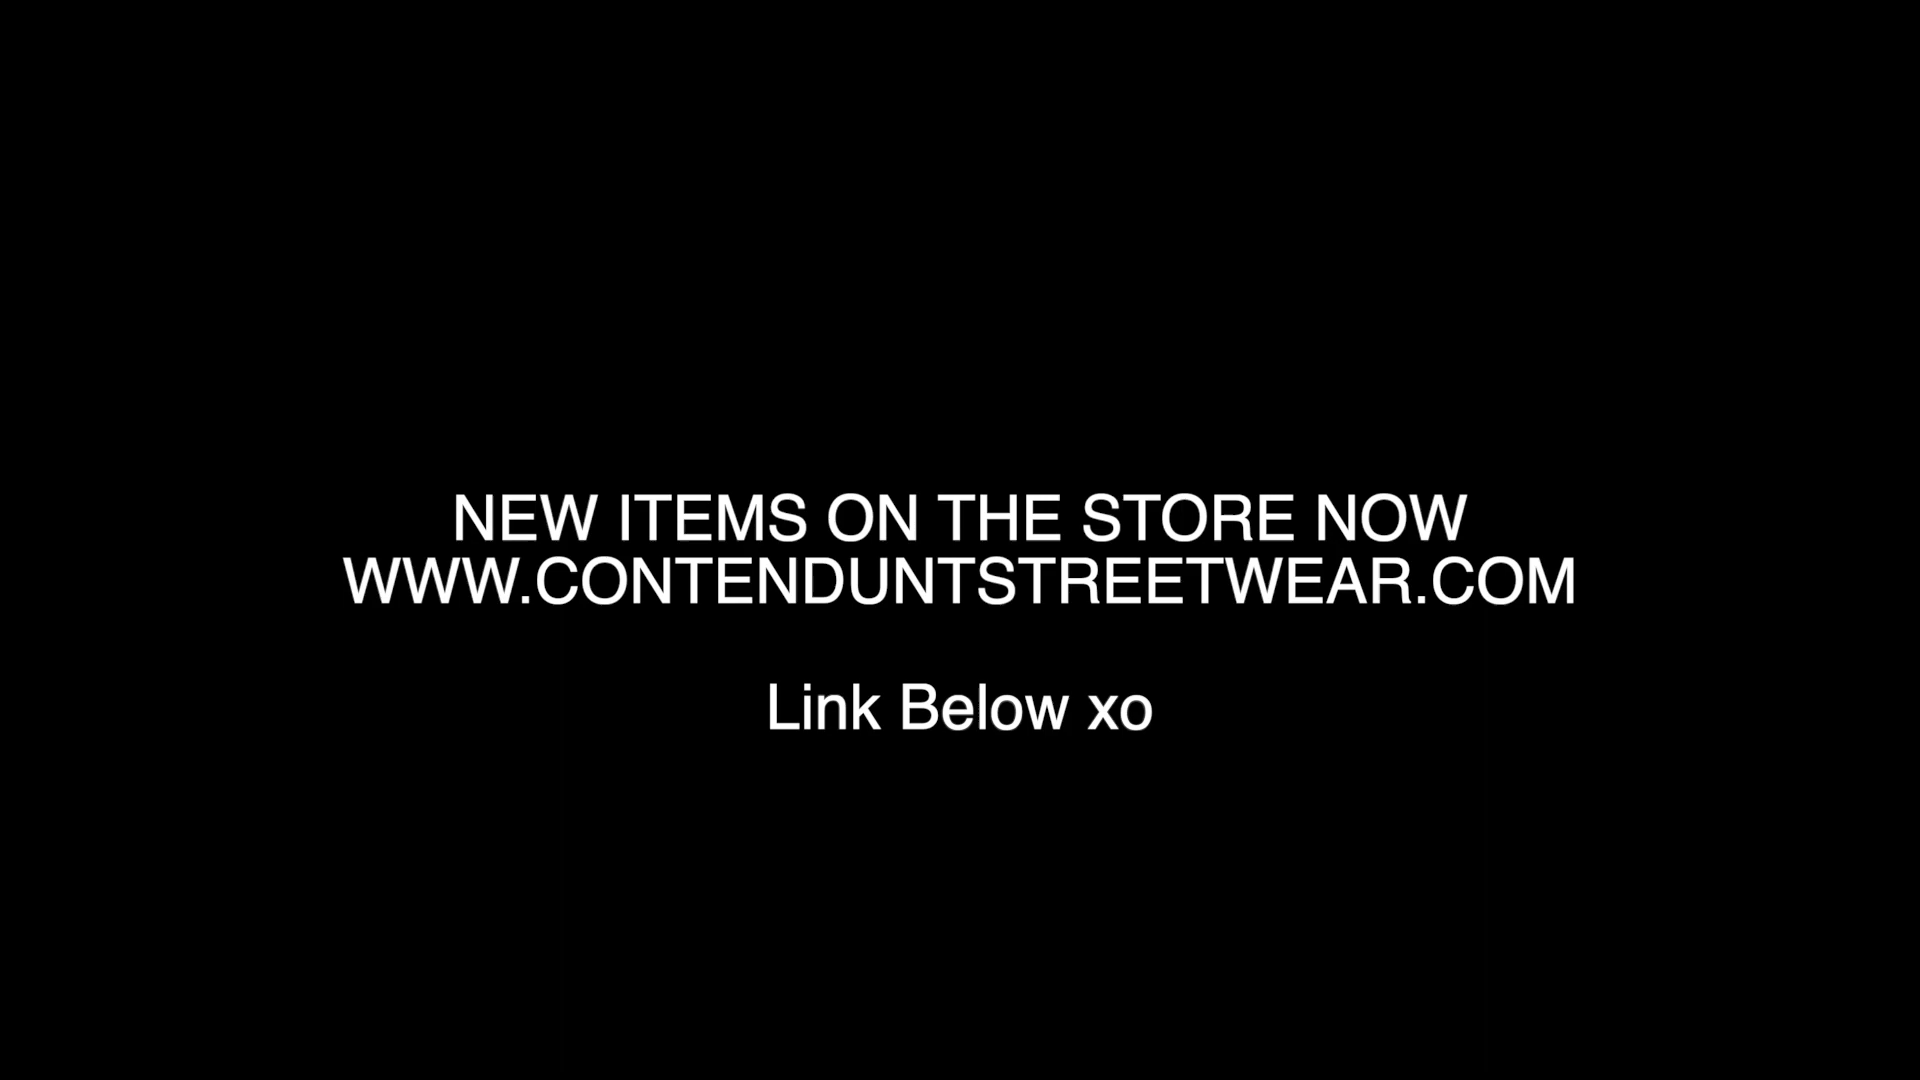 NEW ITEMS ON THE STORE NOW
WWW.CONTENDUNTSTREETWEAR.COM
Link Below xo